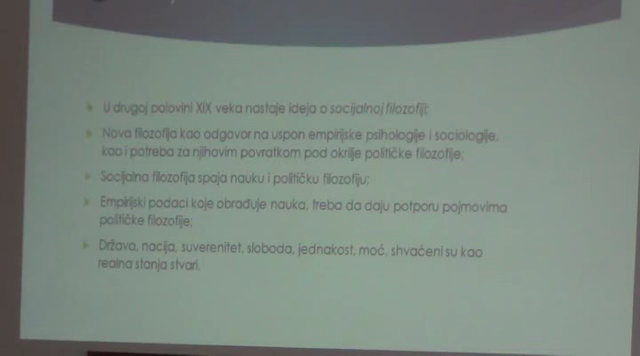 U drugoj polovini XIX veka nastaje ideja o socijalnoj filozofiji;
Nova filozofija kao odgovor na uspon empirijske psihologije i sociologije,
kao i potreba za njihovim povratkom pod okrilje političke filozofije;
Socijalna filozofija spaja nauku i političku filozofiju;
Empirijski podaci koje obrađuje nauka, treba da daju potporu pojmovima
političke filozofije;
Država, nacija, suverenitet, sloboda, jednakost, moć, shvaćeni su kao
realna stanja stvari.